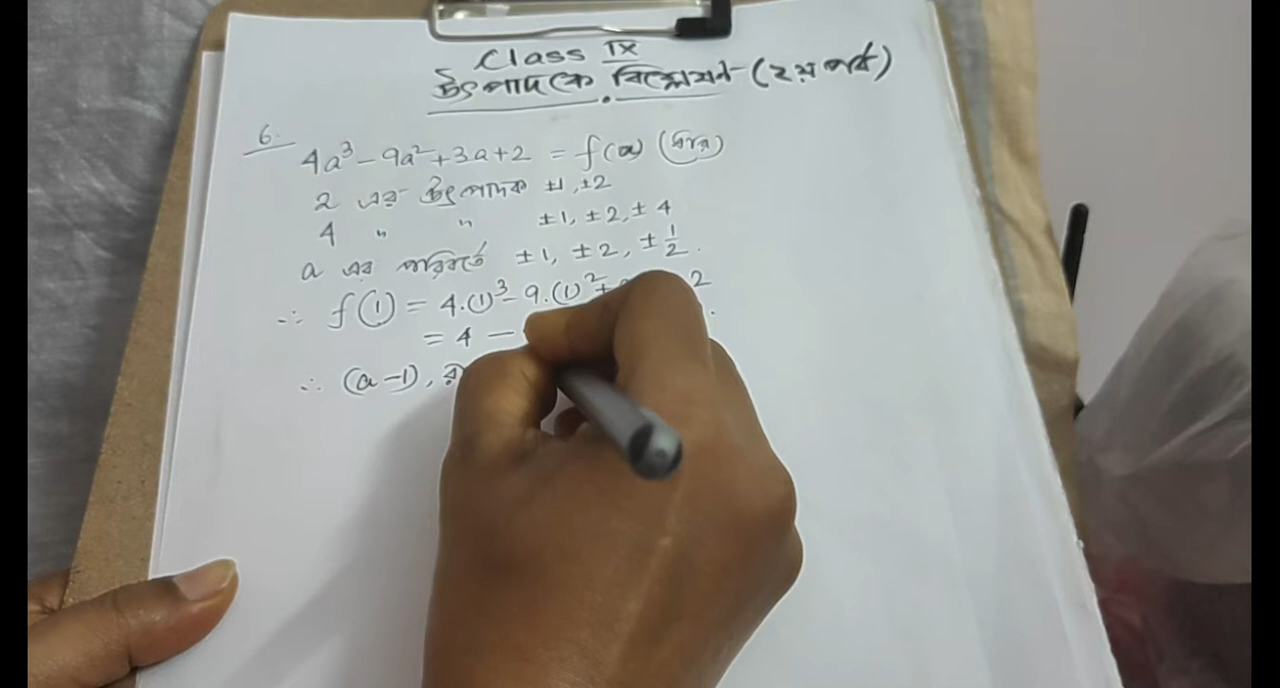 Class IX
উৎপাদকে বিশ্লেষণ (২য় পর্ব)
6.
4a³ - 9a² + 3a + 2 = f(a) (ধরি)
2 এর উৎপাদক ±1, ±2
4 " " ±1, ±2, ± 4
a এর পরিবর্তে ±1, ±2, ± 1/2.
∴ f(1) = 4.(1)³ - 9.(1)² + 2
= 4 -
∴ (a-1),